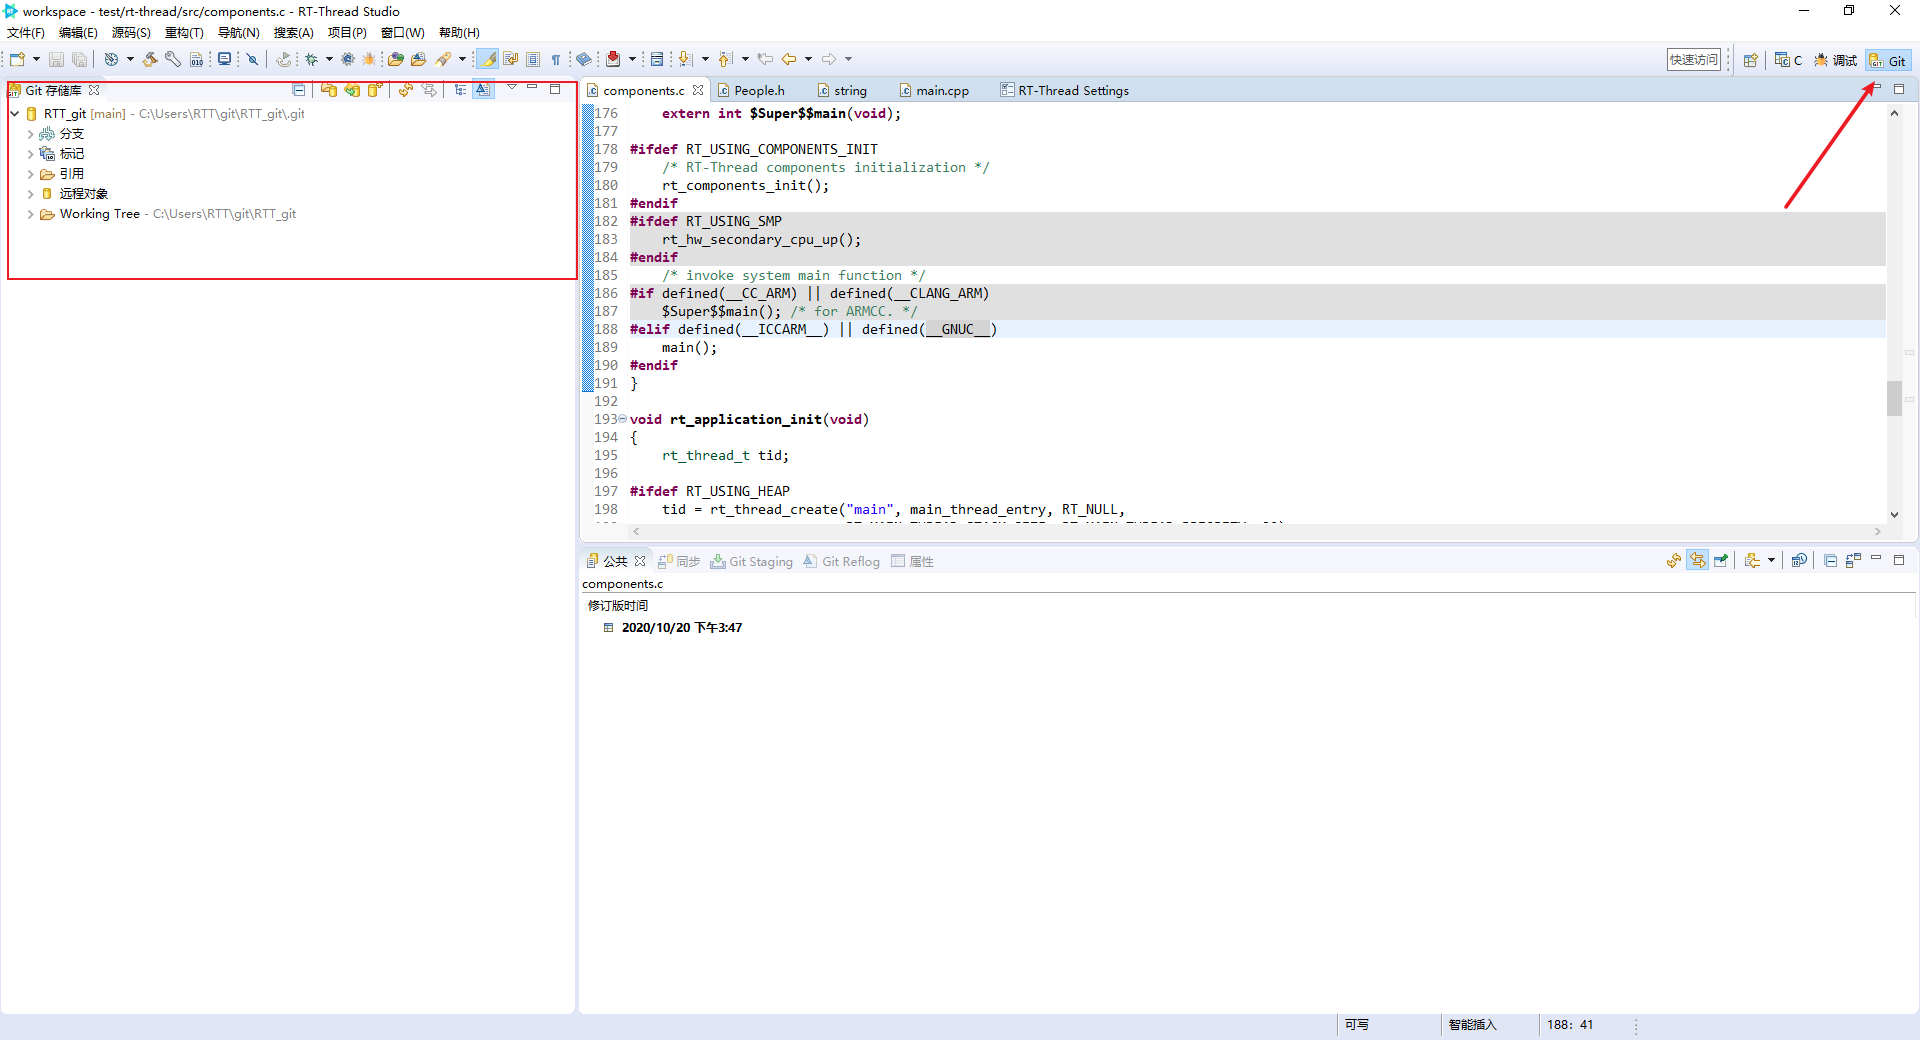 workspace - test/rt-thread/src/components.c - RT-Thread Studio
文件(F) 编辑(E) 源码(S) 重构(T) 导航(N) 搜索(A) 项目(P) 窗口(W) 帮助(H)
快速访问 C 调试 Git
Git 存储库
RTT_git [main] - C:\Users\RTT\git\RTT_git\.git
分支
标记
引用
远程对象
Working Tree - C:\Users\RTT\git\RTT_git
components.c People.h string main.cpp RT-Thread Settings
176 extern int $Super$$main(void);
177
178 #ifdef RT_USING_COMPONENTS_INIT
179 /* RT-Thread components initialization */
180 rt_components_init();
181 #endif
182 #ifdef RT_USING_SMP
183 rt_hw_secondary_cpu_up();
184 #endif
185 /* invoke system main function */
186 #if defined(__CC_ARM) || defined(__CLANG_ARM)
187 $Super$$main(); /* for ARMCC. */
188 #elif defined(__ICCARM__) || defined(__GNUC__)
189 main();
190 #endif
191 }
192
193 void rt_application_init(void)
194 {
195 rt_thread_t tid;
196
197 #ifdef RT_USING_HEAP
198 tid = rt_thread_create("main", main_thread_entry, RT_NULL,
公共 同步 Git Staging Git Reflog 属性
components.c
修订版时间
2020/10/20 下午3:47
可写 智能插入 188: 41